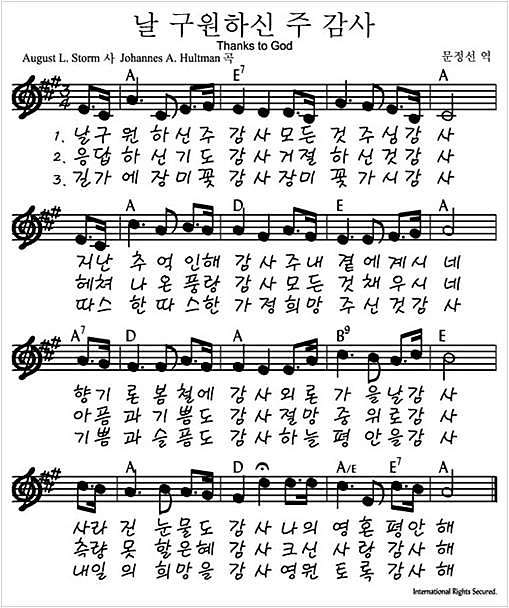 날 구원하신 주 감사
Thanks to God
August L. Storm 사 Johannes A. Hultman 곡 문정선 역
A E7 A
3/4
1. 날구 원 하 신주 감 사 모든 것 주 심감 사
2. 응답 하 신기 도 감사 거절 하 신것 감 사
3. 길가 에 장미 꽃 감 사 장미 꽃 가 시감 사
A D E A
지난 추 억 인해 감 사 주내 곁 에 계시 네
헤쳐 나 온 풍랑 감 사 모든 것 채 우시 네
따스 한 따스한 가 정희망 주 신것 감 사
A7 D A B9 E
향기 론 봄철에 감 사 외론 가 을날감 사
아픔 과 기쁨도 감 사 절망 중 위로감 사
기쁨 과 슬픔도 감 사 하늘 평 안을감 사
A D A/E E7 A
사라 진 눈물도 감 사 나의 영 혼 평안 해
측량 못 할은혜 감 사 크신 사 랑 감사 해
내일 의 희망을 감 사 영원 토 록 감사 해
International Rights Secured.